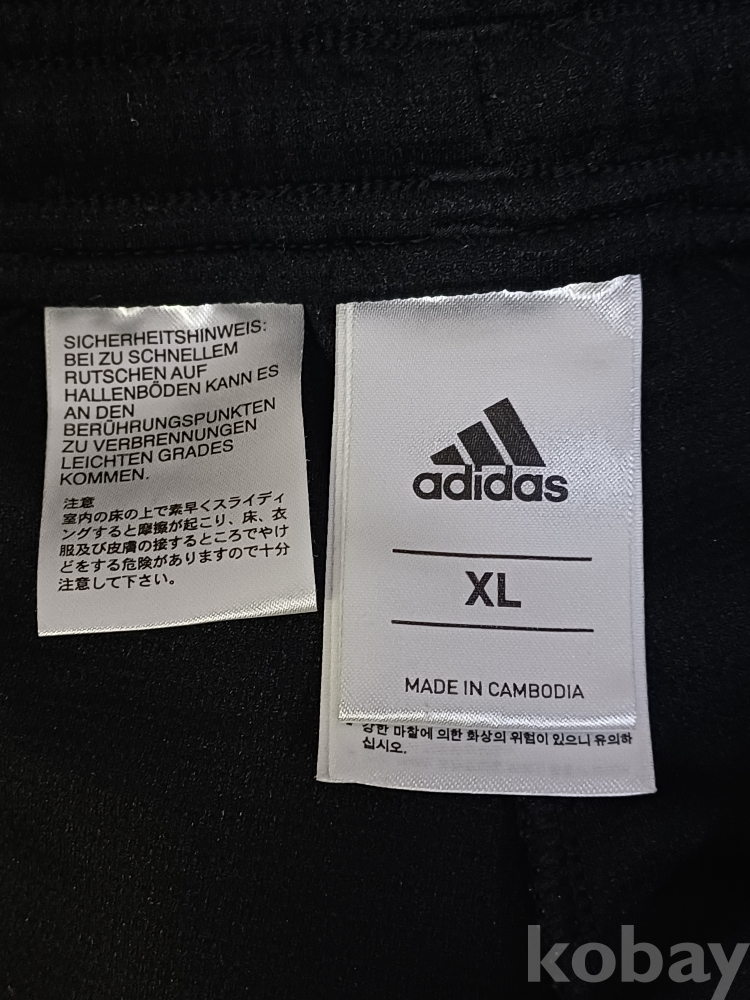 SICHERHEITSHINWEIS:
BEI ZU SCHNELLEM
RUTSCHEN AUF
HALLENBÖDEN KANN ES
AN DEN
BERÜHRUNGSPUNKTEN
ZU VERBRENNUNGEN
LEICHTEN GRADES
KOMMEN.
注意
室内の床の上で素早くスライディ
ングすると摩擦が起こり、床、衣
服及び皮膚の接するところでやけ
どをする危険がありますので十分
注意して下さい。
adidas
XL
MADE IN CAMBODIA
강한 마찰에 의한 화상의 위험이 있으니 유의하
십시오.
kobay